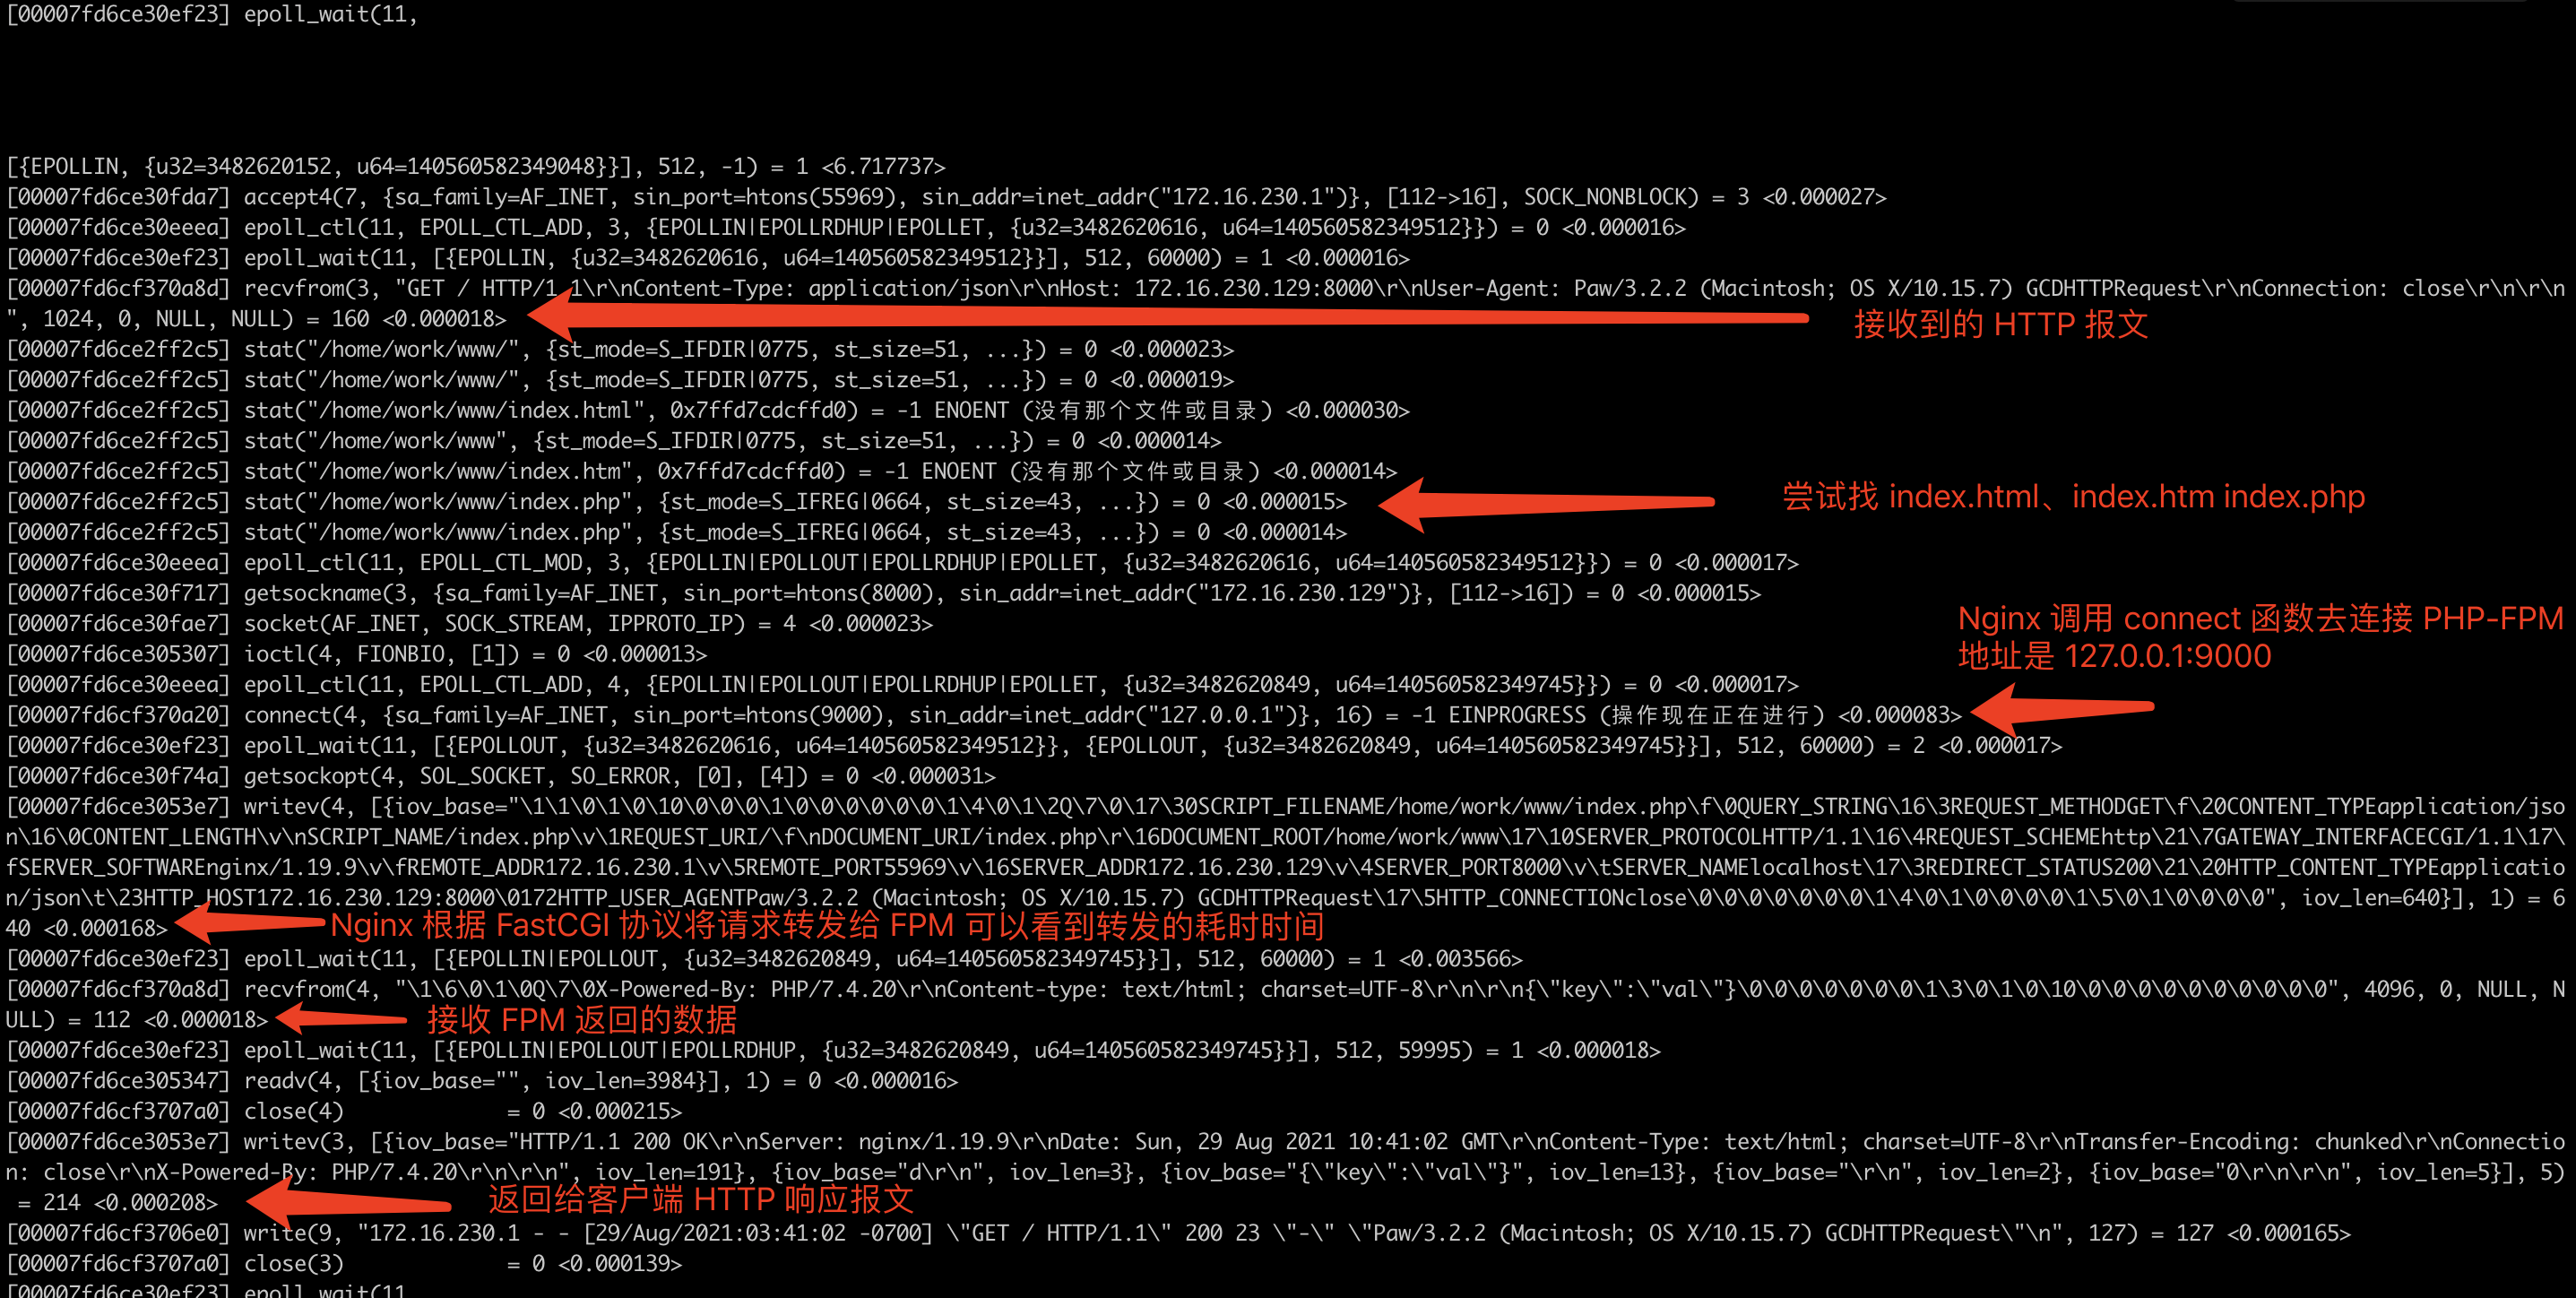 [00007fd6ce30ef23] epoll_wait(11,
[{EPOLLIN, {u32=3482620152, u64=140560582349048}}], 512, -1) = 1 <6.717737>
[00007fd6ce30fda7] accept4(7, {sa_family=AF_INET, sin_port=htons(55969), sin_addr=inet_addr("172.16.230.1")}, [112->16], SOCK_NONBLOCK) = 3 <0.000027>
[00007fd6ce30eeea] epoll_ctl(11, EPOLL_CTL_ADD, 3, {EPOLLIN|EPOLLRDHUP|EPOLLET, {u32=3482620616, u64=140560582349512}}) = 0 <0.000016>
[00007fd6ce30ef23] epoll_wait(11, [{EPOLLIN, {u32=3482620616, u64=140560582349512}}], 512, 60000) = 1 <0.000016>
[00007fd6cf370a8d] recvfrom(3, "GET / HTTP/1.1\r\nContent-Type: application/json\r\nHost: 172.16.230.129:8000\r\nUser-Agent: Paw/3.2.2 (Macintosh; OS X/10.15.7) GCDHTTPRequest\r\nConnection: close\r\n\r\n
", 1024, 0, NULL, NULL) = 160 <0.000018>
接收到的 HTTP 报文
[00007fd6ce2ff2c5] stat("/home/work/www/", {st_mode=S_IFDIR|0775, st_size=51, ...}) = 0 <0.000023>
[00007fd6ce2ff2c5] stat("/home/work/www/", {st_mode=S_IFDIR|0775, st_size=51, ...}) = 0 <0.000019>
[00007fd6ce2ff2c5] stat("/home/work/www/index.html", 0x7ffd7cdcffd0) = -1 ENOENT (没有那个文件或目录) <0.000030>
[00007fd6ce2ff2c5] stat("/home/work/www", {st_mode=S_IFDIR|0775, st_size=51, ...}) = 0 <0.000014>
[00007fd6ce2ff2c5] stat("/home/work/www/index.htm", 0x7ffd7cdcffd0) = -1 ENOENT (没有那个文件或目录) <0.000014>
[00007fd6ce2ff2c5] stat("/home/work/www/index.php", {st_mode=S_IFREG|0664, st_size=43, ...}) = 0 <0.000015>
尝试找 index.html、index.htm index.php
[00007fd6ce2ff2c5] stat("/home/work/www/index.php", {st_mode=S_IFREG|0664, st_size=43, ...}) = 0 <0.000014>
[00007fd6ce30eeea] epoll_ctl(11, EPOLL_CTL_MOD, 3, {EPOLLIN|EPOLLOUT|EPOLLRDHUP|EPOLLET, {u32=3482620616, u64=140560582349512}}) = 0 <0.000017>
[00007fd6ce30f717] getsockname(3, {sa_family=AF_INET, sin_port=htons(8000), sin_addr=inet_addr("172.16.230.129")}, [112->16]) = 0 <0.000015>
[00007fd6ce30fae7] socket(AF_INET, SOCK_STREAM, IPPROTO_IP) = 4 <0.000023>
Nginx 调用 connect 函数去连接 PHP-FPM
地址是 127.0.0.1:9000
[00007fd6ce305307] ioctl(4, FIONBIO, [1]) = 0 <0.000013>
[00007fd6ce30eeea] epoll_ctl(11, EPOLL_CTL_ADD, 4, {EPOLLIN|EPOLLOUT|EPOLLRDHUP|EPOLLET, {u32=3482620849, u64=140560582349745}}) = 0 <0.000017>
[00007fd6cf370a20] connect(4, {sa_family=AF_INET, sin_port=htons(9000), sin_addr=inet_addr("127.0.0.1")}, 16) = -1 EINPROGRESS (操作现在正在进行) <0.000083>
[00007fd6ce30ef23] epoll_wait(11, [{EPOLLOUT, {u32=3482620616, u64=140560582349512}}, {EPOLLOUT, {u32=3482620849, u64=140560582349745}}], 512, 60000) = 2 <0.000017>
[00007fd6ce30f74a] getsockopt(4, SOL_SOCKET, SO_ERROR, [0], [4]) = 0 <0.000031>
[00007fd6ce3053e7] writev(4, [{iov_base="\1\1\0\1\0\10\0\0\0\1\0\0\0\0\0\0\1\4\0\1\2Q\7\0\17\30SCRIPT_FILENAME/home/work/www/index.php\f\0QUERY_STRING\16\3REQUEST_METHODGET\f\20CONTENT_TYPEapplication/jso
n\16\0CONTENT_LENGTH\v\nSCRIPT_NAME/index.php\v\1REQUEST_URI/\f\nDOCUMENT_URI/index.php\r\16DOCUMENT_ROOT/home/work/www\17\10SERVER_PROTOCOLHTTP/1.1\16\4REQUEST_SCHEMEhttp\21\7GATEWAY_INTERFACECGI/1.1\17\
fSERVER_SOFTWAREnginx/1.19.9\v\fREMOTE_ADDR172.16.230.1\v\5REMOTE_PORT55969\v\16SERVER_ADDR172.16.230.129\v\4SERVER_PORT8000\v\tSERVER_NAMElocalhost\17\3REDIRECT_STATUS200\21\20HTTP_CONTENT_TYPEapplicatio
n/json\t\23HTTP_HOST172.16.230.129:8000\0172HTTP_USER_AGENTPaw/3.2.2 (Macintosh; OS X/10.15.7) GCDHTTPRequest\17\5HTTP_CONNECTIONclose\0\0\0\0\0\0\0\1\4\0\1\0\0\0\0\1\5\0\1\0\0\0\0", iov_len=640}], 1) = 6
40 <0.000168>
Nginx 根据 FastCGI 协议将请求转发给 FPM 可以看到转发的耗时时间
[00007fd6ce30ef23] epoll_wait(11, [{EPOLLIN|EPOLLOUT, {u32=3482620849, u64=140560582349745}}], 512, 60000) = 1 <0.003566>
[00007fd6cf370a8d] recvfrom(4, "\1\6\0\1\0Q\7\0X-Powered-By: PHP/7.4.20\r\nContent-type: text/html; charset=UTF-8\r\n\r\n{\"key\":\"val\"}\0\0\0\0\0\0\0\1\3\0\1\0\10\0\0\0\0\0\0\0\0\0\0", 4096, 0, NULL, N
ULL) = 112 <0.000018>
接收 FPM 返回的数据
[00007fd6ce30ef23] epoll_wait(11, [{EPOLLIN|EPOLLOUT|EPOLLRDHUP, {u32=3482620849, u64=140560582349745}}], 512, 59995) = 1 <0.000018>
[00007fd6ce305347] readv(4, [{iov_base="", iov_len=3984}], 1) = 0 <0.000016>
[00007fd6cf3707a0] close(4) = 0 <0.000215>
[00007fd6ce3053e7] writev(3, [{iov_base="HTTP/1.1 200 OK\r\nServer: nginx/1.19.9\r\nDate: Sun, 29 Aug 2021 10:41:02 GMT\r\nContent-Type: text/html; charset=UTF-8\r\nTransfer-Encoding: chunked\r\nConnectio
n: close\r\nX-Powered-By: PHP/7.4.20\r\n\r\n", iov_len=191}, {iov_base="d\r\n", iov_len=3}, {iov_base="{\"key\":\"val\"}", iov_len=13}, {iov_base="\r\n", iov_len=2}, {iov_base="0\r\n\r\n", iov_len=5}], 5)
= 214 <0.000208>
返回给客户端 HTTP 响应报文
[00007fd6cf3706e0] write(9, "172.16.230.1 - - [29/Aug/2021:03:41:02 -0700] \"GET / HTTP/1.1\" 200 23 \"-\" \"Paw/3.2.2 (Macintosh; OS X/10.15.7) GCDHTTPRequest\"\n", 127) = 127 <0.000165>
[00007fd6cf3707a0] close(3) = 0 <0.000139>
[00007fd6ce30ef23] epoll_wait(11,